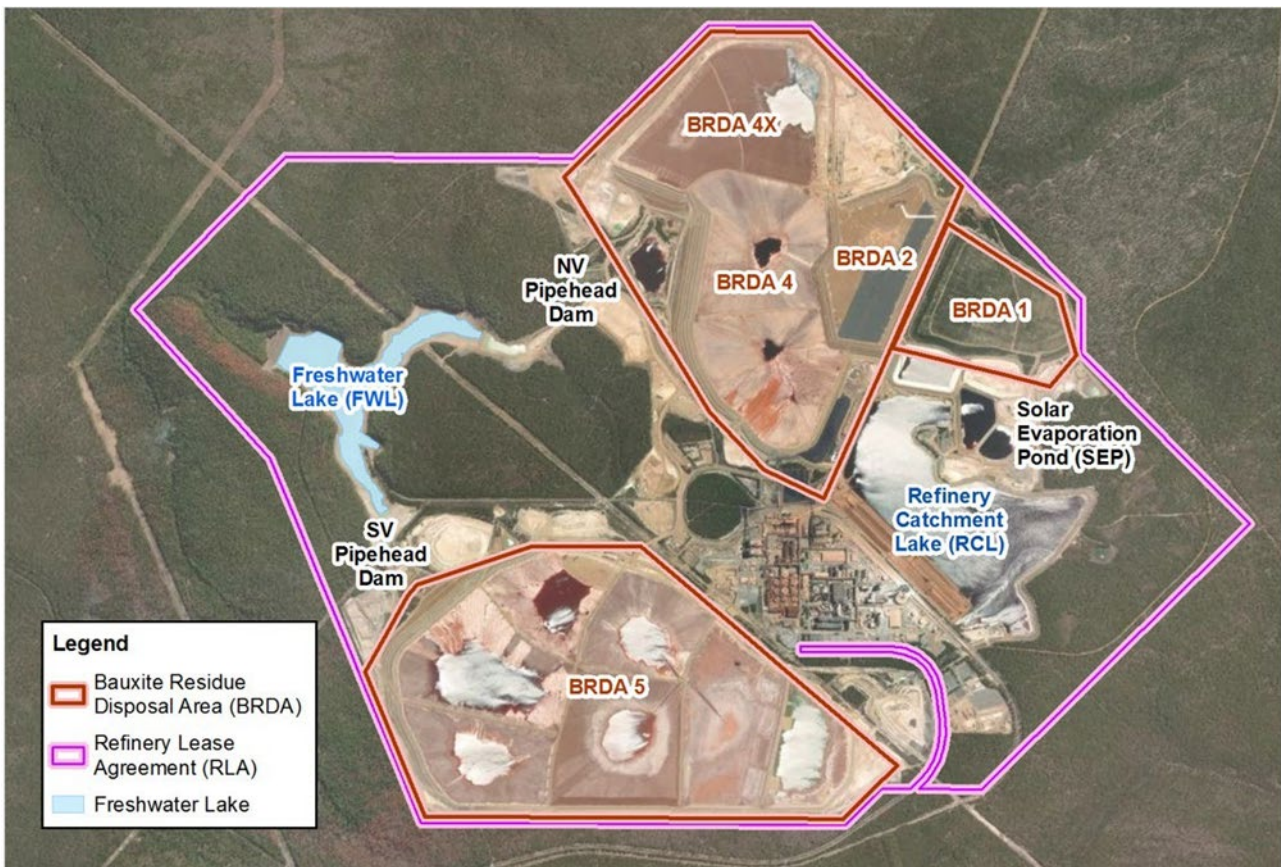 BRDA 4X
BRDA 2
BRDA 4
NV
Pipehead
Dam
BRDA 1
Freshwater
Lake (FWL)
Solar
Evaporation
Pond (SEP)
Refinery
Catchment
Lake (RCL)
SV
Pipehead
Dam
BRDA 5
Legend
Bauxite Residue
Disposal Area (BRDA)
Refinery Lease
Agreement (RLA)
Freshwater Lake